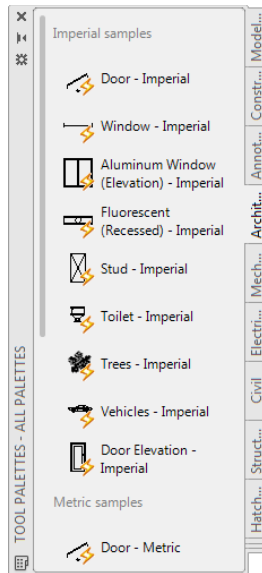 Imperial samples
Door - Imperial
Window - Imperial
Aluminum Window
(Elevation) - Imperial
Fluorescent
(Recessed) - Imperial
Stud - Imperial
Toilet - Imperial
Trees - Imperial
Vehicles - Imperial
Door Elevation -
Imperial
Metric samples
Door - Metric
TOOL PALETTES - ALL PALETTES
Model...
Constr...
Annot...
Archit...
Mech...
Electri...
Civil
Struct...
Hatch...